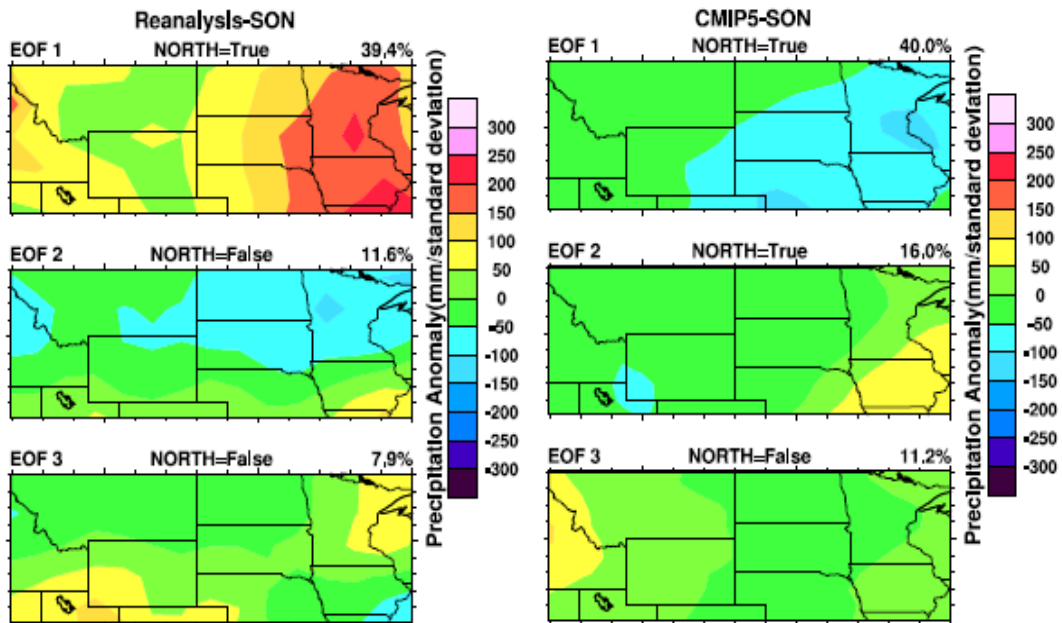 Reanalysis-SON
EOF 1 NORTH=True 39,4%
EOF 2 NORTH=False 11.6%
EOF 3 NORTH=False 7,9%
300
250
200
150
100
50
0
-50
-100
-150
-200
-250
-300
Precipitation Anomaly(mm/standard deviation)
CMIP5-SON
EOF 1 NORTH=True 40.0%
EOF 2 NORTH=True 16,0%
EOF 3 NORTH=False 11.2%
300
250
200
150
100
50
0
-50
-100
-150
-200
-250
-300
Precipitation Anomaly(mm/standard deviation)